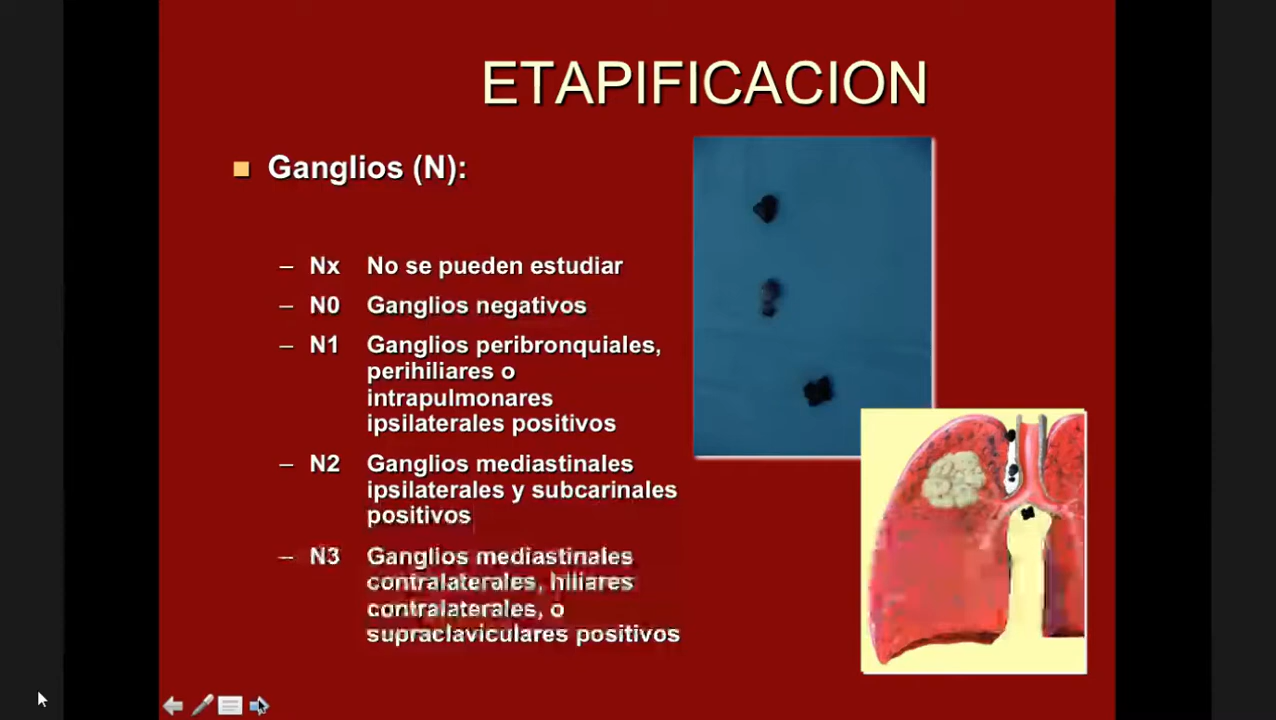 ETAPIFICACION
Ganglios (N):
– Nx No se pueden estudiar
– N0 Ganglios negativos
– N1 Ganglios peribronquiales,
perihiliares o
intrapulmonares
ipsilaterales positivos
– N2 Ganglios mediastinales
ipsilaterales y subcarinales
positivos
– N3 Ganglios mediastinales
contralaterales, hiliares
contralaterales, o
supraclaviculares positivos